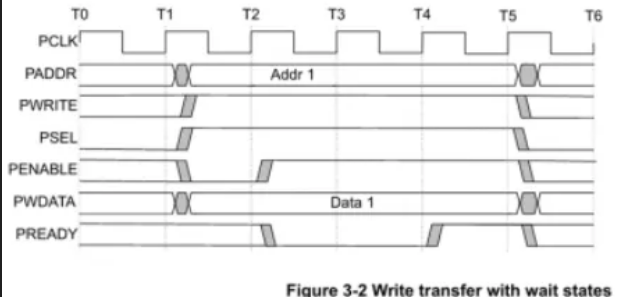 T0 T1 T2 T3 T4 T5 T6
PCLK
PADDR Addr 1
PWRITE
PSEL
PENABLE
PWDATA Data 1
PREADY
Figure 3-2 Write transfer with wait states